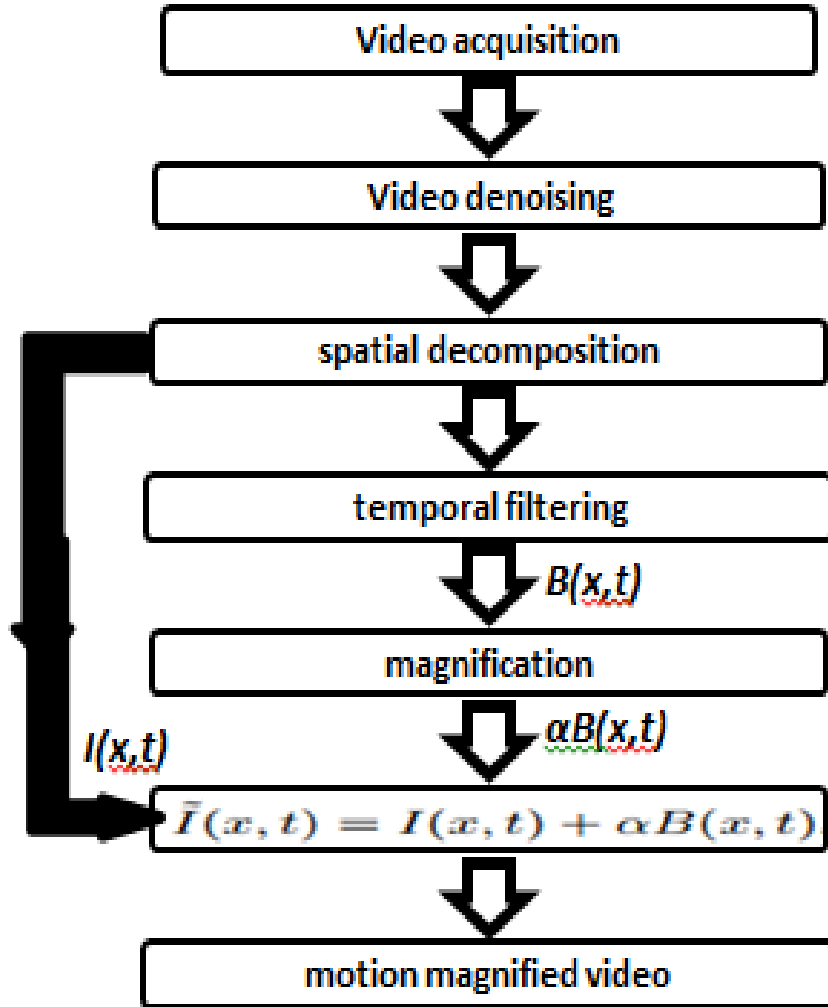 Video acquisition
Video denoising
spatial decomposition
temporal filtering
B(x,t)
magnification
αB(x,t)
I(x,t)
Ĩ(x, t) = I(x, t) + αB(x, t)
motion magnified video